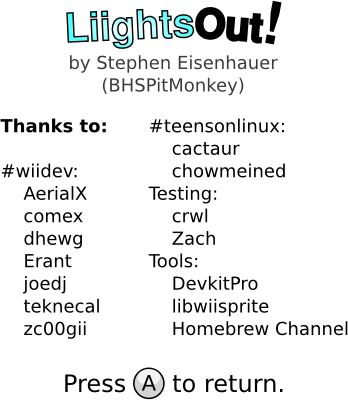 LiightsOut!
by Stephen Eisenhauer
(BHSPitMonkey)
Thanks to:
#wiidev:
AerialX
comex
dhewg
Erant
joedj
teknecal
zc00gii
#teensonlinux:
cactaur
chowmeined
Testing:
crwl
Zach
Tools:
DevkitPro
libwiisprite
Homebrew Channel
Press A to return.